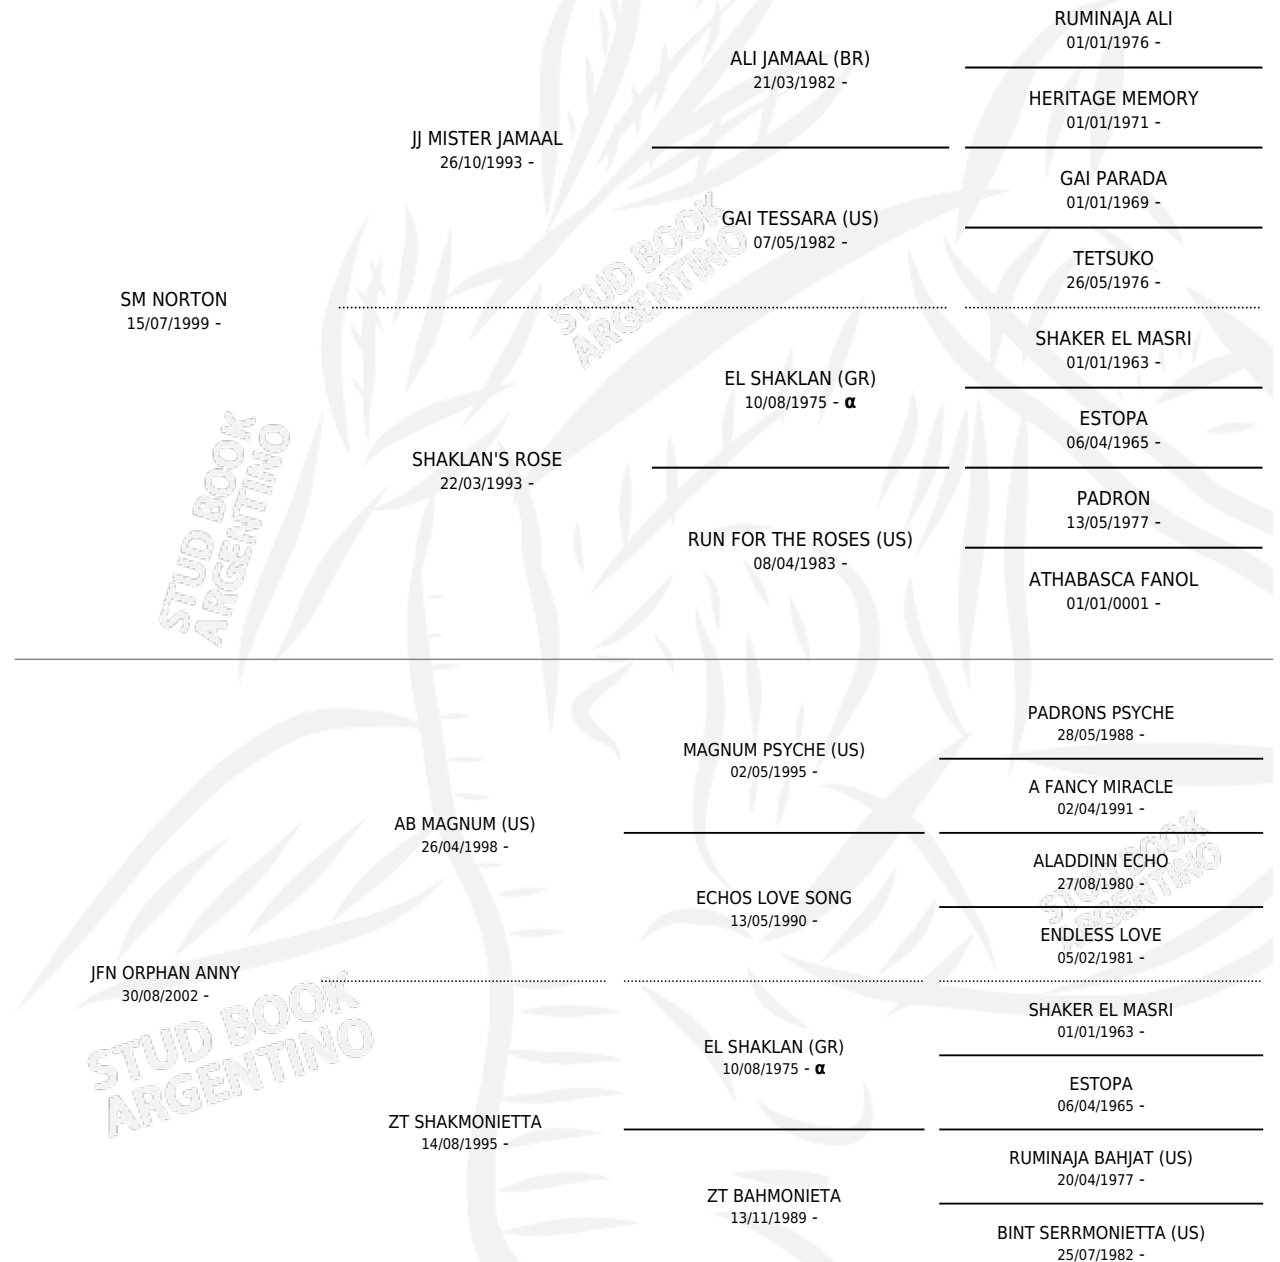 RUMINAJA ALI
01/01/1976 -
ALI JAMAAL (BR)
21/03/1982 -
HERITAGE MEMORY
01/01/1971 -
JJ MISTER JAMAAL
26/10/1993 -
GAI PARADA
01/01/1969 -
GAI TESSARA (US)
07/05/1982 -
TETSUKO
26/05/1976 -
SM NORTON
15/07/1999 -
SHAKER EL MASRI
01/01/1963 -
EL SHAKLAN (GR)
10/08/1975 - α
ESTOPA
06/04/1965 -
SHAKLAN'S ROSE
22/03/1993 -
PADRON
13/05/1977 -
RUN FOR THE ROSES (US)
08/04/1983 -
ATHABASCA FANOL
01/01/0001 -
PADRONS PSYCHE
28/05/1988 -
MAGNUM PSYCHE (US)
02/05/1995 -
A FANCY MIRACLE
02/04/1991 -
AB MAGNUM (US)
26/04/1998 -
ALADDINN ECHO
27/08/1980 -
ECHOS LOVE SONG
13/05/1990 -
ENDLESS LOVE
05/02/1981 -
JFN ORPHAN ANNY
30/08/2002 -
SHAKER EL MASRI
01/01/1963 -
EL SHAKLAN (GR)
10/08/1975 - α
ESTOPA
06/04/1965 -
ZT SHAKMONIETTA
14/08/1995 -
RUMINAJA BAHJAT (US)
20/04/1977 -
ZT BAHMONIETA
13/11/1989 -
BINT SERRMONIETTA (US)
25/07/1982 -
STUD BOOK
ARGENTINO
STUD BOOK
ARGENTINO
STUD BOOK
ARGENTINO
STUD BOOK
ARGENTINO